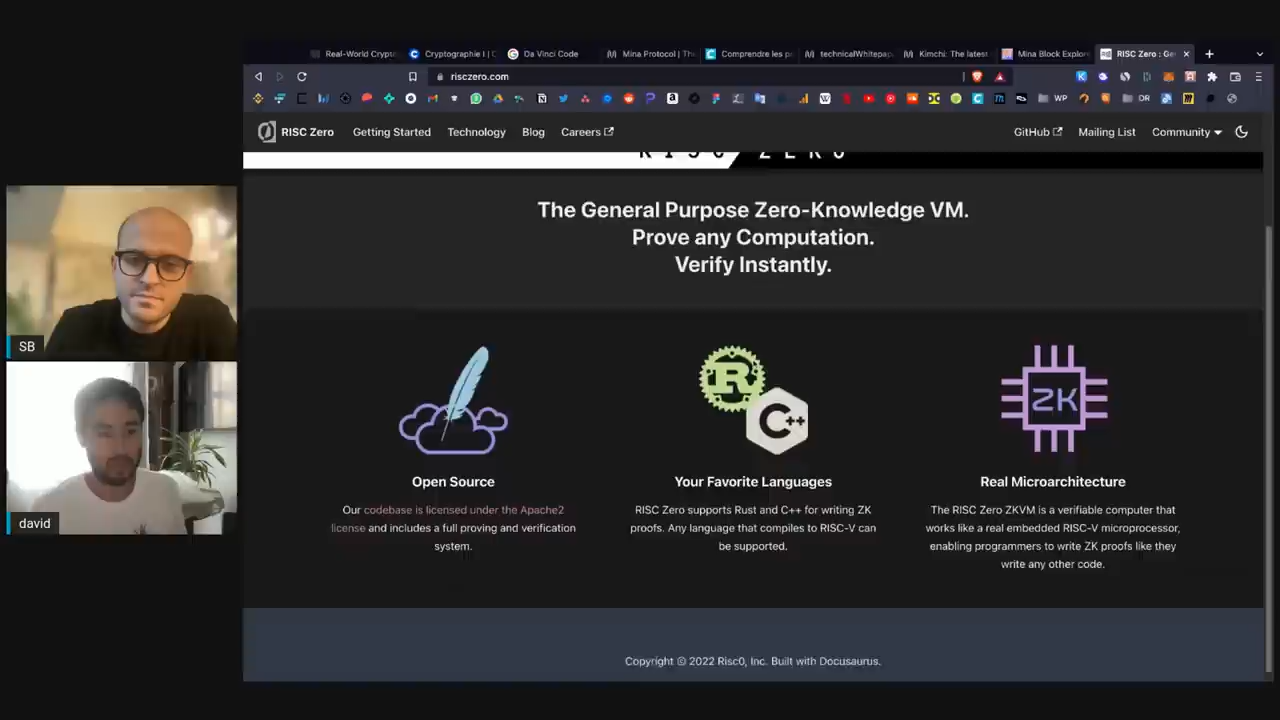 Real-World Crypto
Cryptographie I | C
Da Vinci Code
Mina Protocol | The
Comprendre les p
technicalWhitepap
Kimchi: The latest
Mina Block Explore
RISC Zero : Ge
risczero.com
WP
DR
RISC Zero
Getting Started
Technology
Blog
Careers
GitHub
Mailing List
Community
RISC ZERO
The General Purpose Zero-Knowledge VM.
Prove any Computation.
Verify Instantly.
R
C++
ZK
Open Source
Your Favorite Languages
Real Microarchitecture
Our codebase is licensed under the Apache2
license and includes a full proving and verification
system.
RISC Zero supports Rust and C++ for writing ZK
proofs. Any language that compiles to RISC-V can
be supported.
The RISC Zero ZKVM is a verifiable computer that
works like a real embedded RISC-V microprocessor,
enabling programmers to write ZK proofs like they
write any other code.
Copyright © 2022 Risc0, Inc. Built with Docusaurus.
SB
david